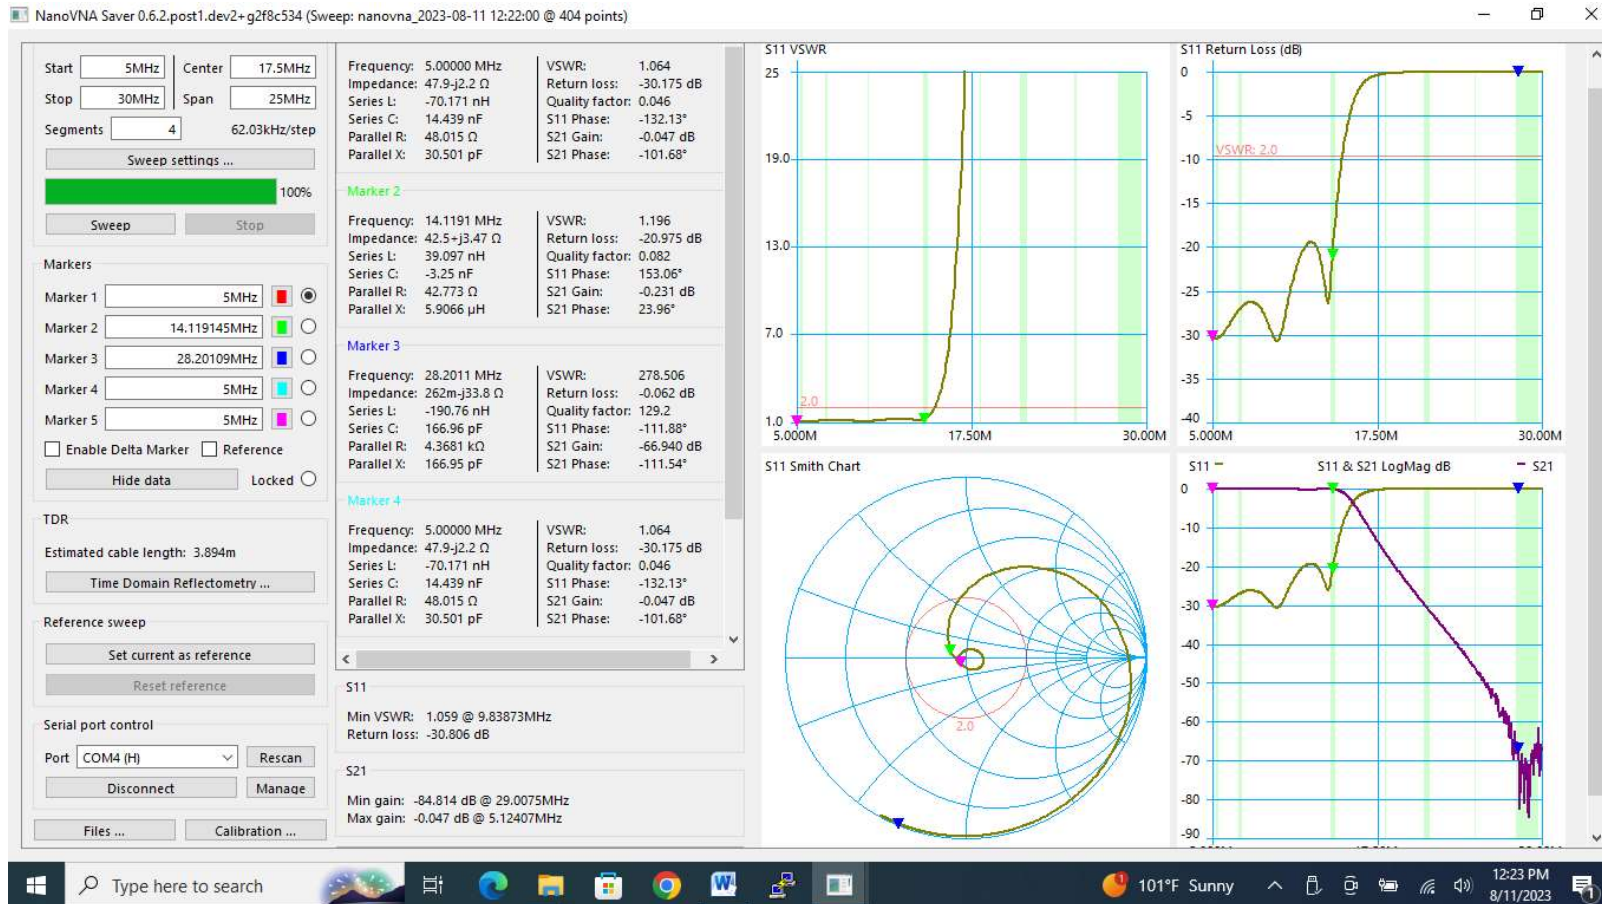 NanoVNA Saver 0.6.2.post1.dev2+g2f8c534 (Sweep: nanovna_2023-08-11 12:22:00 @ 404 points)
Start 5MHz Center 17.5MHz
Stop 30MHz Span 25MHz
Segments 4 62.03kHz/step
Sweep settings ...
100%
Sweep Stop
Markers
Marker 1 5MHz
Marker 2 14.119145MHz
Marker 3 28.20109MHz
Marker 4 5MHz
Marker 5 5MHz
Enable Delta Marker Reference
Hide data Locked
TDR
Estimated cable length: 3.894m
Time Domain Reflectometry ...
Reference sweep
Set current as reference
Reset reference
Serial port control
Port COM4 (H) Rescan
Disconnect Manage
Files ... Calibration ...
Frequency: 5.00000 MHz VSWR: 1.064
Impedance: 47.9-j2.2 Ω Return loss: -30.175 dB
Series L: -70.171 nH Quality factor: 0.046
Series C: 14.439 nF S11 Phase: -132.13°
Parallel R: 48.015 Ω S21 Gain: -0.047 dB
Parallel X: 30.501 pF S21 Phase: -101.68°
Marker 2
Frequency: 14.1191 MHz VSWR: 1.196
Impedance: 42.5+j3.47 Ω Return loss: -20.975 dB
Series L: 39.097 nH Quality factor: 0.082
Series C: -3.25 nF S11 Phase: 153.06°
Parallel R: 42.773 Ω S21 Gain: -0.231 dB
Parallel X: 5.9066 µH S21 Phase: 23.96°
Marker 3
Frequency: 28.2011 MHz VSWR: 278.506
Impedance: 262m-j33.8 Ω Return loss: -0.062 dB
Series L: -190.76 nH Quality factor: 129.2
Series C: 166.96 pF S11 Phase: -111.88°
Parallel R: 4.3681 kΩ S21 Gain: -66.940 dB
Parallel X: 166.95 pF S21 Phase: -111.54°
Marker 4
Frequency: 5.00000 MHz VSWR: 1.064
Impedance: 47.9-j2.2 Ω Return loss: -30.175 dB
Series L: -70.171 nH Quality factor: 0.046
Series C: 14.439 nF S11 Phase: -132.13°
Parallel R: 48.015 Ω S21 Gain: -0.047 dB
Parallel X: 30.501 pF S21 Phase: -101.68°
S11
Min VSWR: 1.059 @ 9.83873MHz
Return loss: -30.806 dB
S21
Min gain: -84.814 dB @ 29.0075MHz
Max gain: -0.047 dB @ 5.12407MHz
S11 VSWR
25
19.0
13.0
7.0
2.0
1.0
5.000M 17.50M 30.00M
S11 Return Loss (dB)
0
-5
VSWR: 2.0
-10
-15
-20
-25
-30
-35
-40
5.000M 17.50M 30.00M
S11 Smith Chart
2.0
S11 S11 & S21 LogMag dB S21
0
-10
-20
-30
-40
-50
-60
-70
-80
-90
Type here to search
W
1
101°F Sunny
12:23 PM
8/11/2023
1